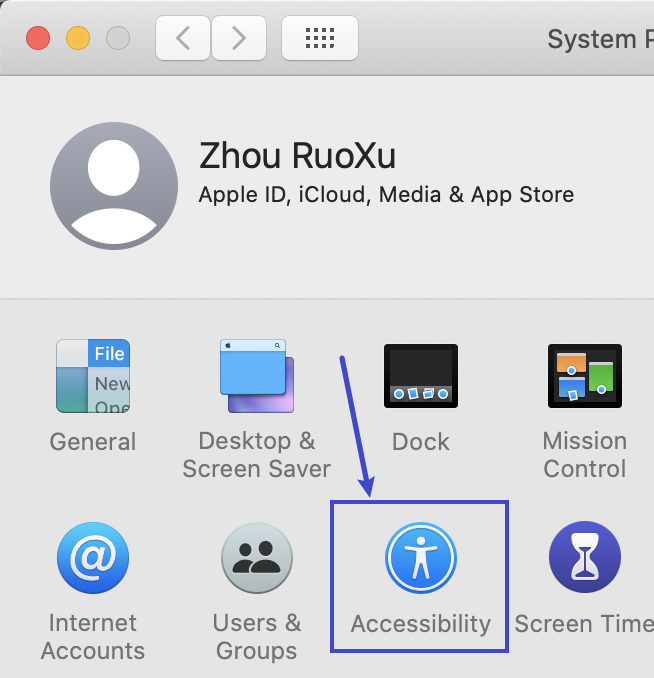 System P
Zhou RuoXu
Apple ID, iCloud, Media & App Store
File
New
Ope
General
Desktop &
Screen Saver
Dock
Mission
Control
@
Internet
Accounts
Users &
Groups
Accessibility
Screen Time